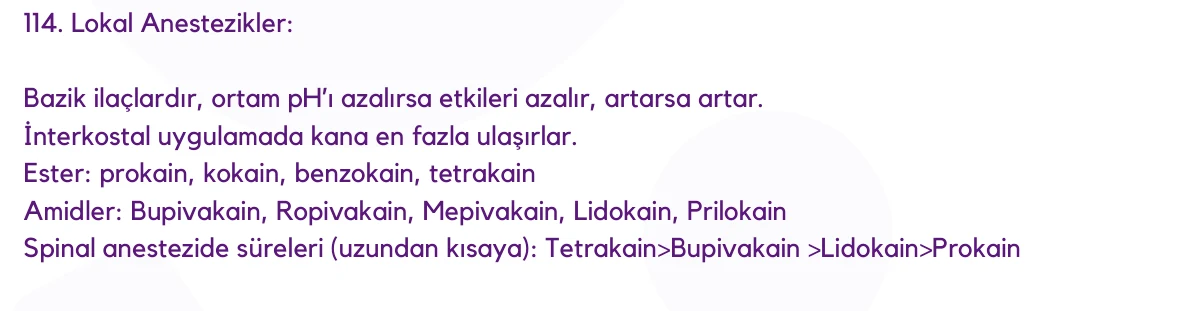 114. Lokal Anestezikler:
Bazik ilaçlardır, ortam pH’ı azalırsa etkileri azalır, artarsa artar.
İnterkostal uygulamada kana en fazla ulaşırlar.
Ester: prokain, kokain, benzokain, tetrakain
Amidler: Bupivakain, Ropivakain, Mepivakain, Lidokain, Prilokain
Spinal anestezide süreleri (uzundan kısaya): Tetrakain>Bupivakain >Lidokain>Prokain